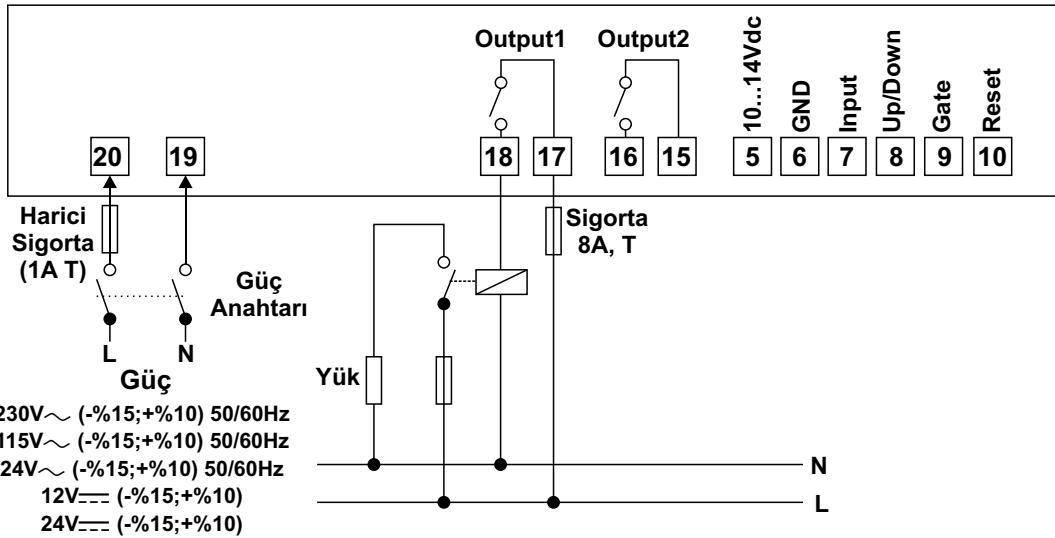 Output1
Output2
10...14Vdc
GND
Input
Up/Down
Gate
Reset
20
19
18
17
16
15
5
6
7
8
9
10
Harici
Sigorta
(1A T)
Güç
Anahtarı
Sigorta
8A, T
L
N
Güç
Yük
230V～ (-%15;+%10) 50/60Hz
115V～ (-%15;+%10) 50/60Hz
24V～ (-%15;+%10) 50/60Hz
12V⎓ (-%15;+%10)
24V⎓ (-%15;+%10)
N
L